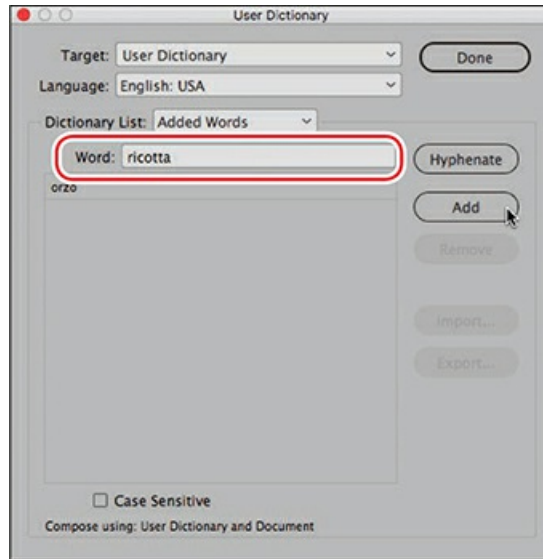 User Dictionary
Target: User Dictionary
Done
Language: English: USA
Dictionary List: Added Words
Word: ricotta
Hyphenate
orzo
Add
Remove
Import...
Export...
Case Sensitive
Compose using: User Dictionary and Document